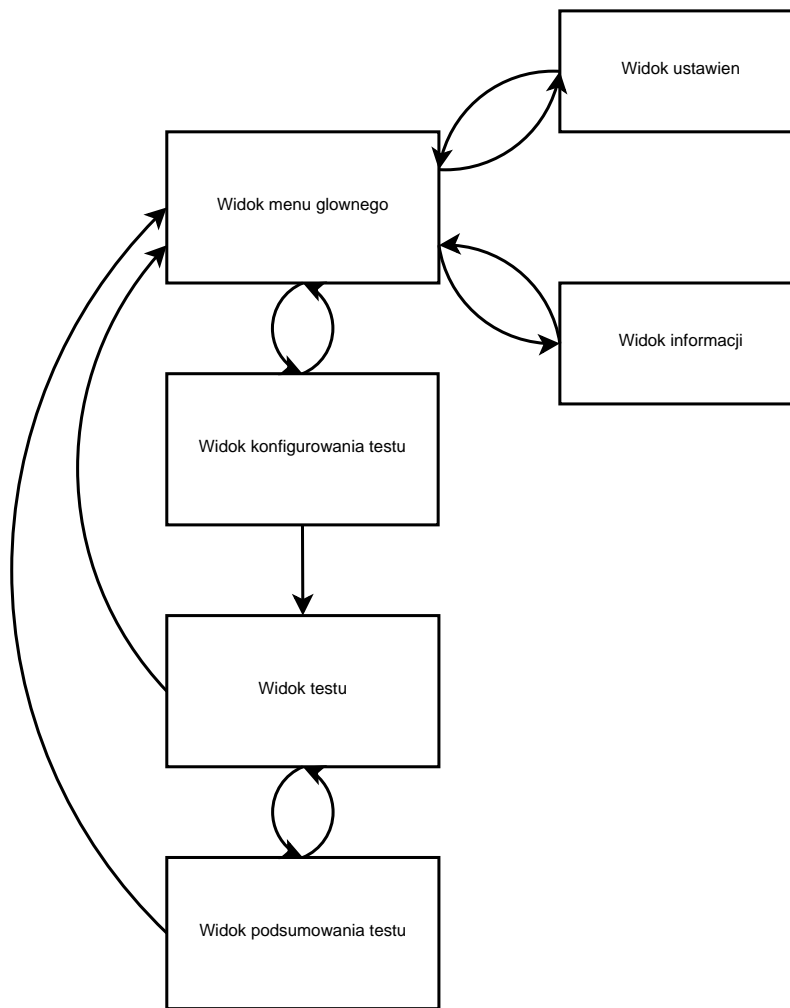 Widok ustawien
Widok menu glownego
Widok informacji
Widok konfigurowania testu
Widok testu
Widok podsumowania testu